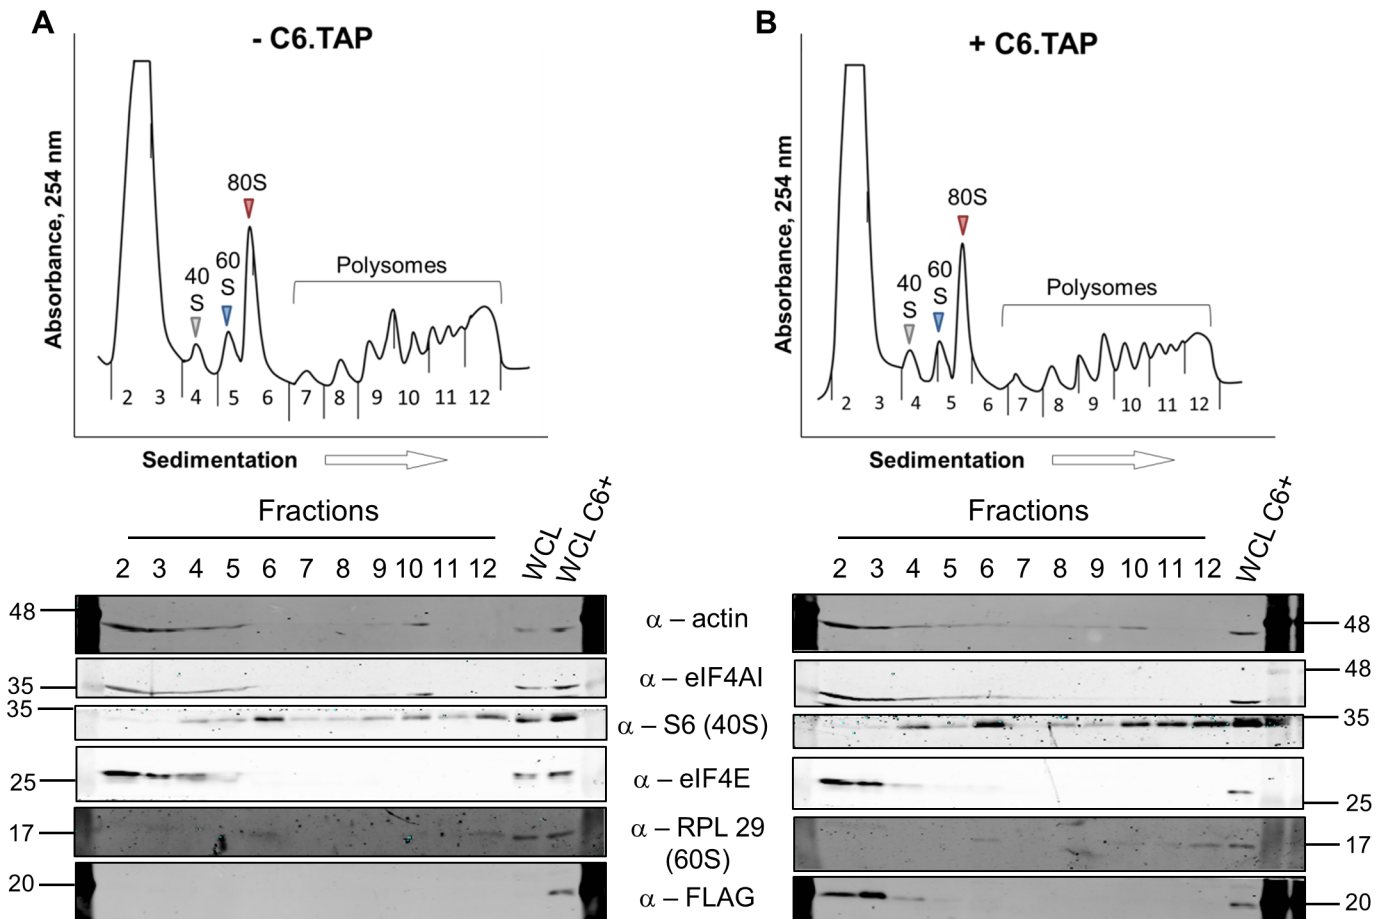 A
- C6.TAP
Absorbance, 254 nm
80S
60
S
40
S
Polysomes
2 3 4 5 6 7 8 9 10 11 12
Sedimentation
B
+ C6.TAP
Absorbance, 254 nm
80S
60
S
40
S
Polysomes
2 3 4 5 6 7 8 9 10 11 12
Sedimentation
Fractions
2 3 4 5 6 7 8 9 10 11 12 WCL WCL C6+
Fractions
2 3 4 5 6 7 8 9 10 11 12 WCL C6+
48 α – actin 48
35 α – eIF4AI 48
35 α – S6 (40S) 35
25 α – eIF4E 25
17 α – RPL 29 17
(60S)
20 α – FLAG 20